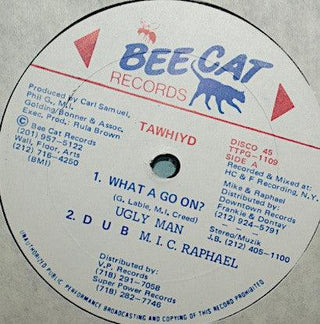 BEE CAT
RECORDS
TAWHIYD
Produced by Carl Samuel,
Phil G., M.I.
Golding/Bonner & Assoc.
Exec. Prod.: Rula Brown
© Bee Cat Records
(201) 957-5122
Wall, Floor, Arts
(212) 716-4250
(BMI)
DISCO 45
TTPG-1109
SIDE A
Recorded & Mixed at:
HC & F Recording, N.Y.
Mike & Raphael
Distributed by:
Downtown Records
(212) 924-5791
Frankie & Donsay
Stereo/Muzik
J.B. (212) 405-1100
1. WHAT A GO ON?
(G. Lable, M.I. Creed)
UGLY MAN
2. D U B M. I. C. RAPHAEL
Distributed by:
V.P. Records
(718) 291-7058
Super Power Records
(718) 282-7746
UNAUTHORIZED PUBLIC PERFORMANCE BROADCASTING AND COPYING OF THIS RECORD PROHIBITED